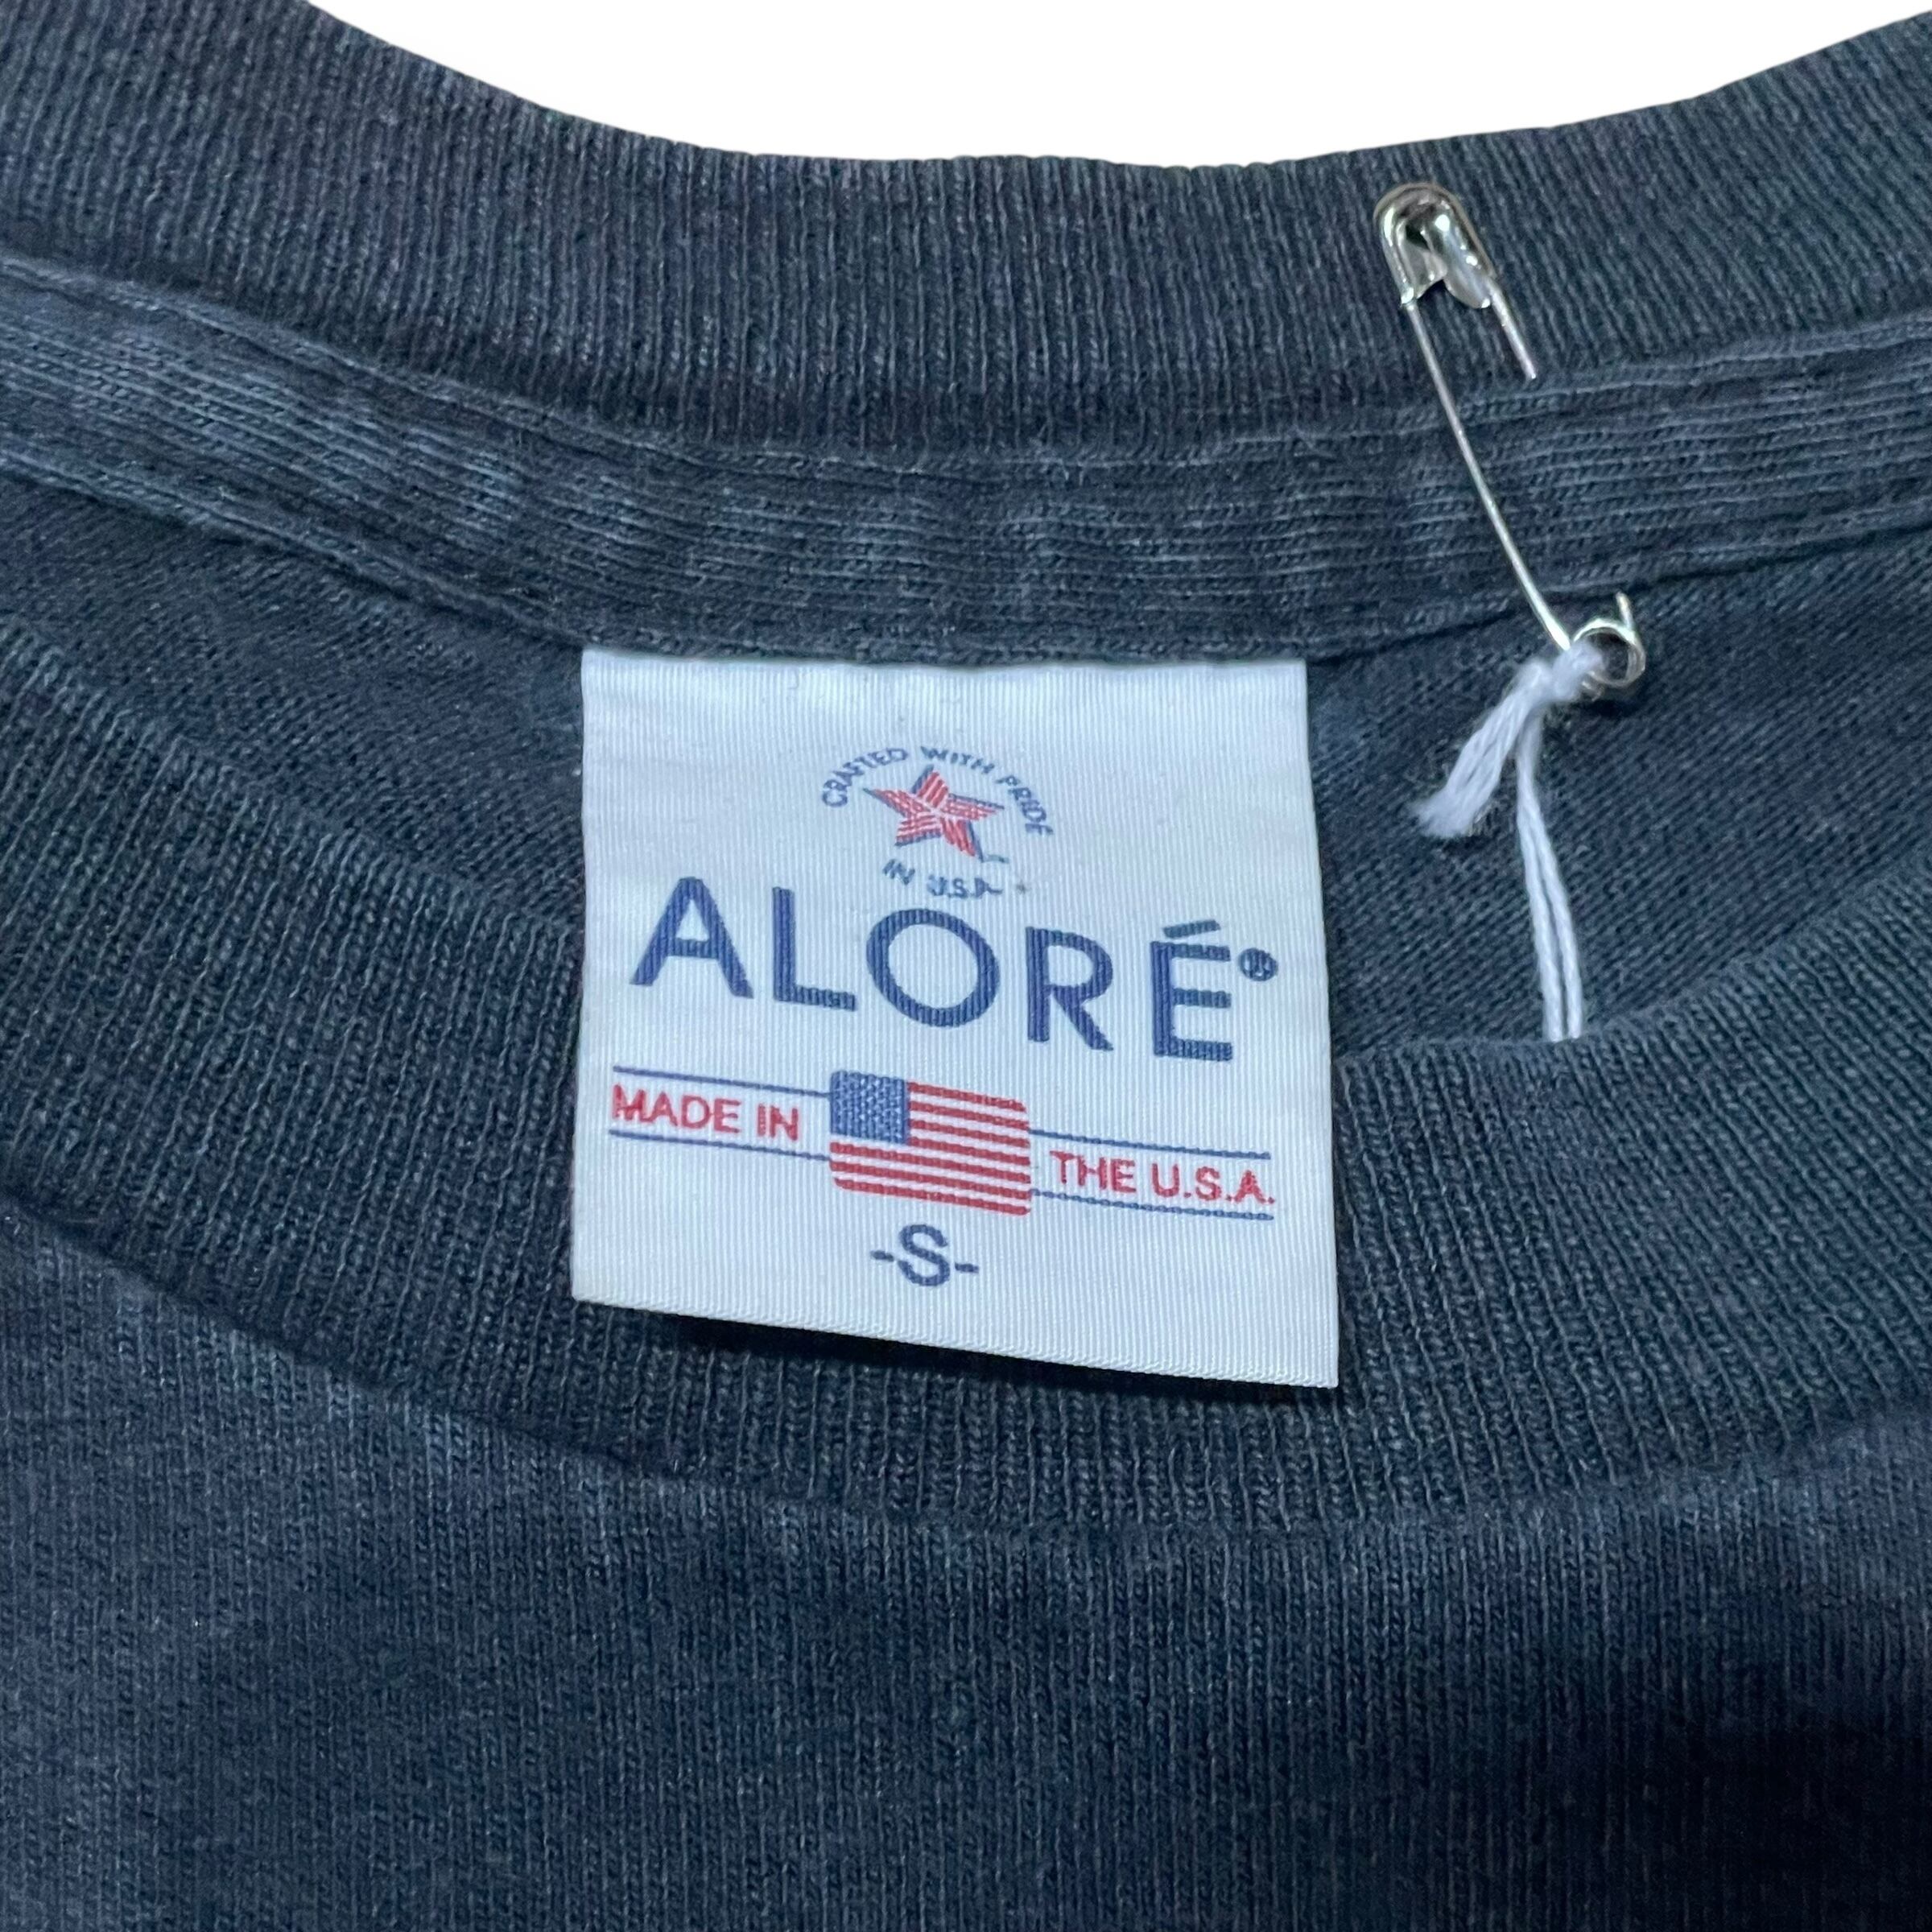 CRAFTED WITH PRIDE
IN U.S.A.
ALORÉ®
MADE IN THE U.S.A.
-S-